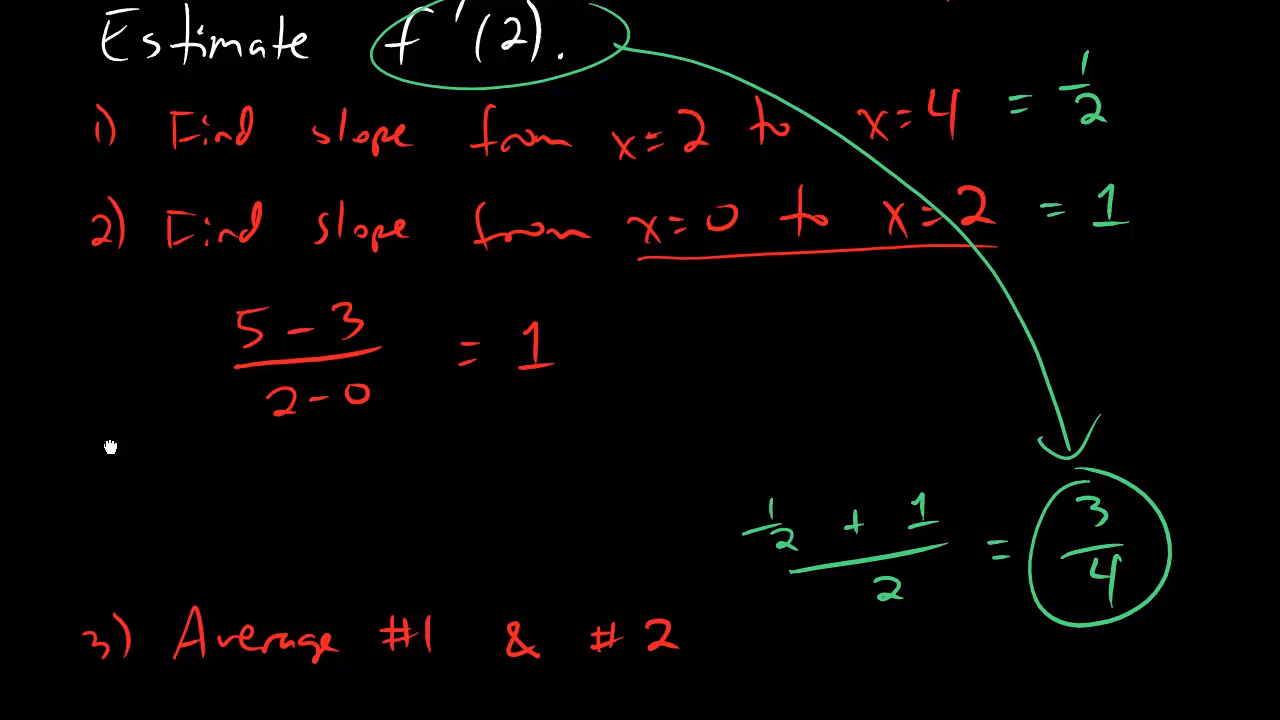 Estimate f'(2).
1) Find slope from x=2 to x=4 = 1/2
2) Find slope from x=0 to x=2 = 1
5-3/2-0 = 1
1/2 + 1/2 = 3/4
3) Average #1 & #2